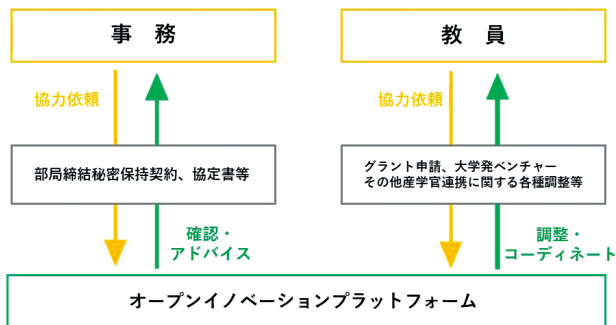 事　務
教　員
協力依頼
協力依頼
部局締結秘密保持契約、協定書等
グラント申請、大学発ベンチャー
その他産学官連携に関する各種調整等
確認・
アドバイス
調整・
コーディネート
オープンイノベーションプラットフォーム